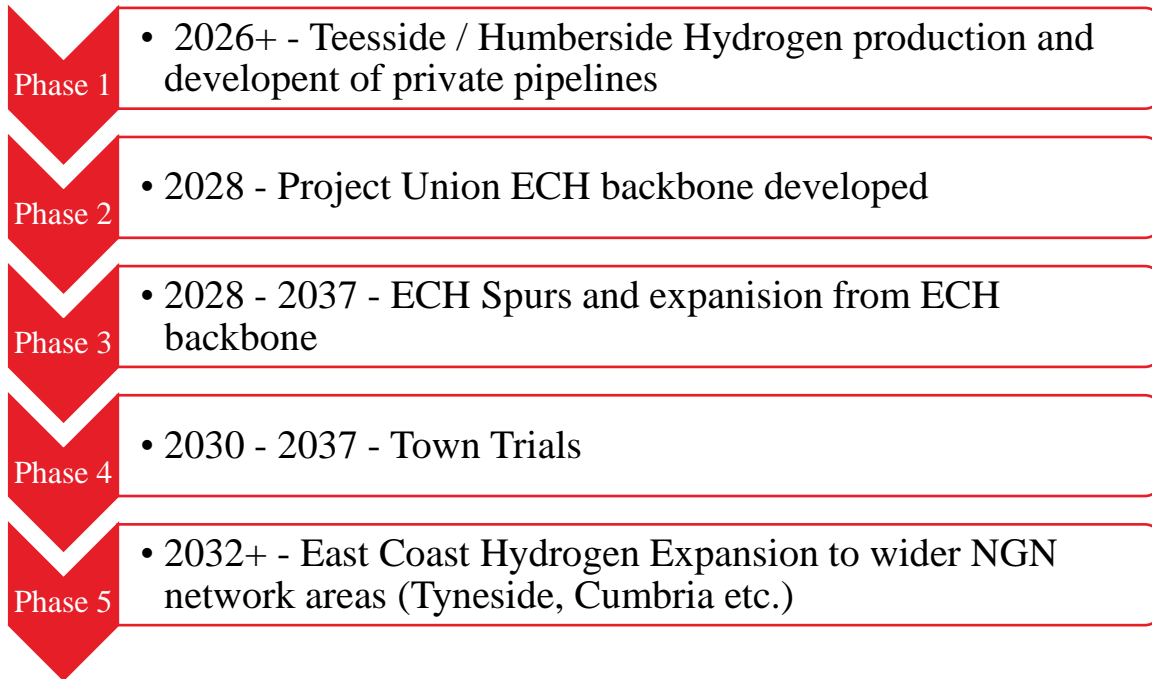 Phase 1
• 2026+ - Teesside / Humberside Hydrogen production and
developent of private pipelines
Phase 2
• 2028 - Project Union ECH backbone developed
Phase 3
• 2028 - 2037 - ECH Spurs and expanision from ECH
backbone
Phase 4
• 2030 - 2037 - Town Trials
Phase 5
• 2032+ - East Coast Hydrogen Expansion to wider NGN
network areas (Tyneside, Cumbria etc.)